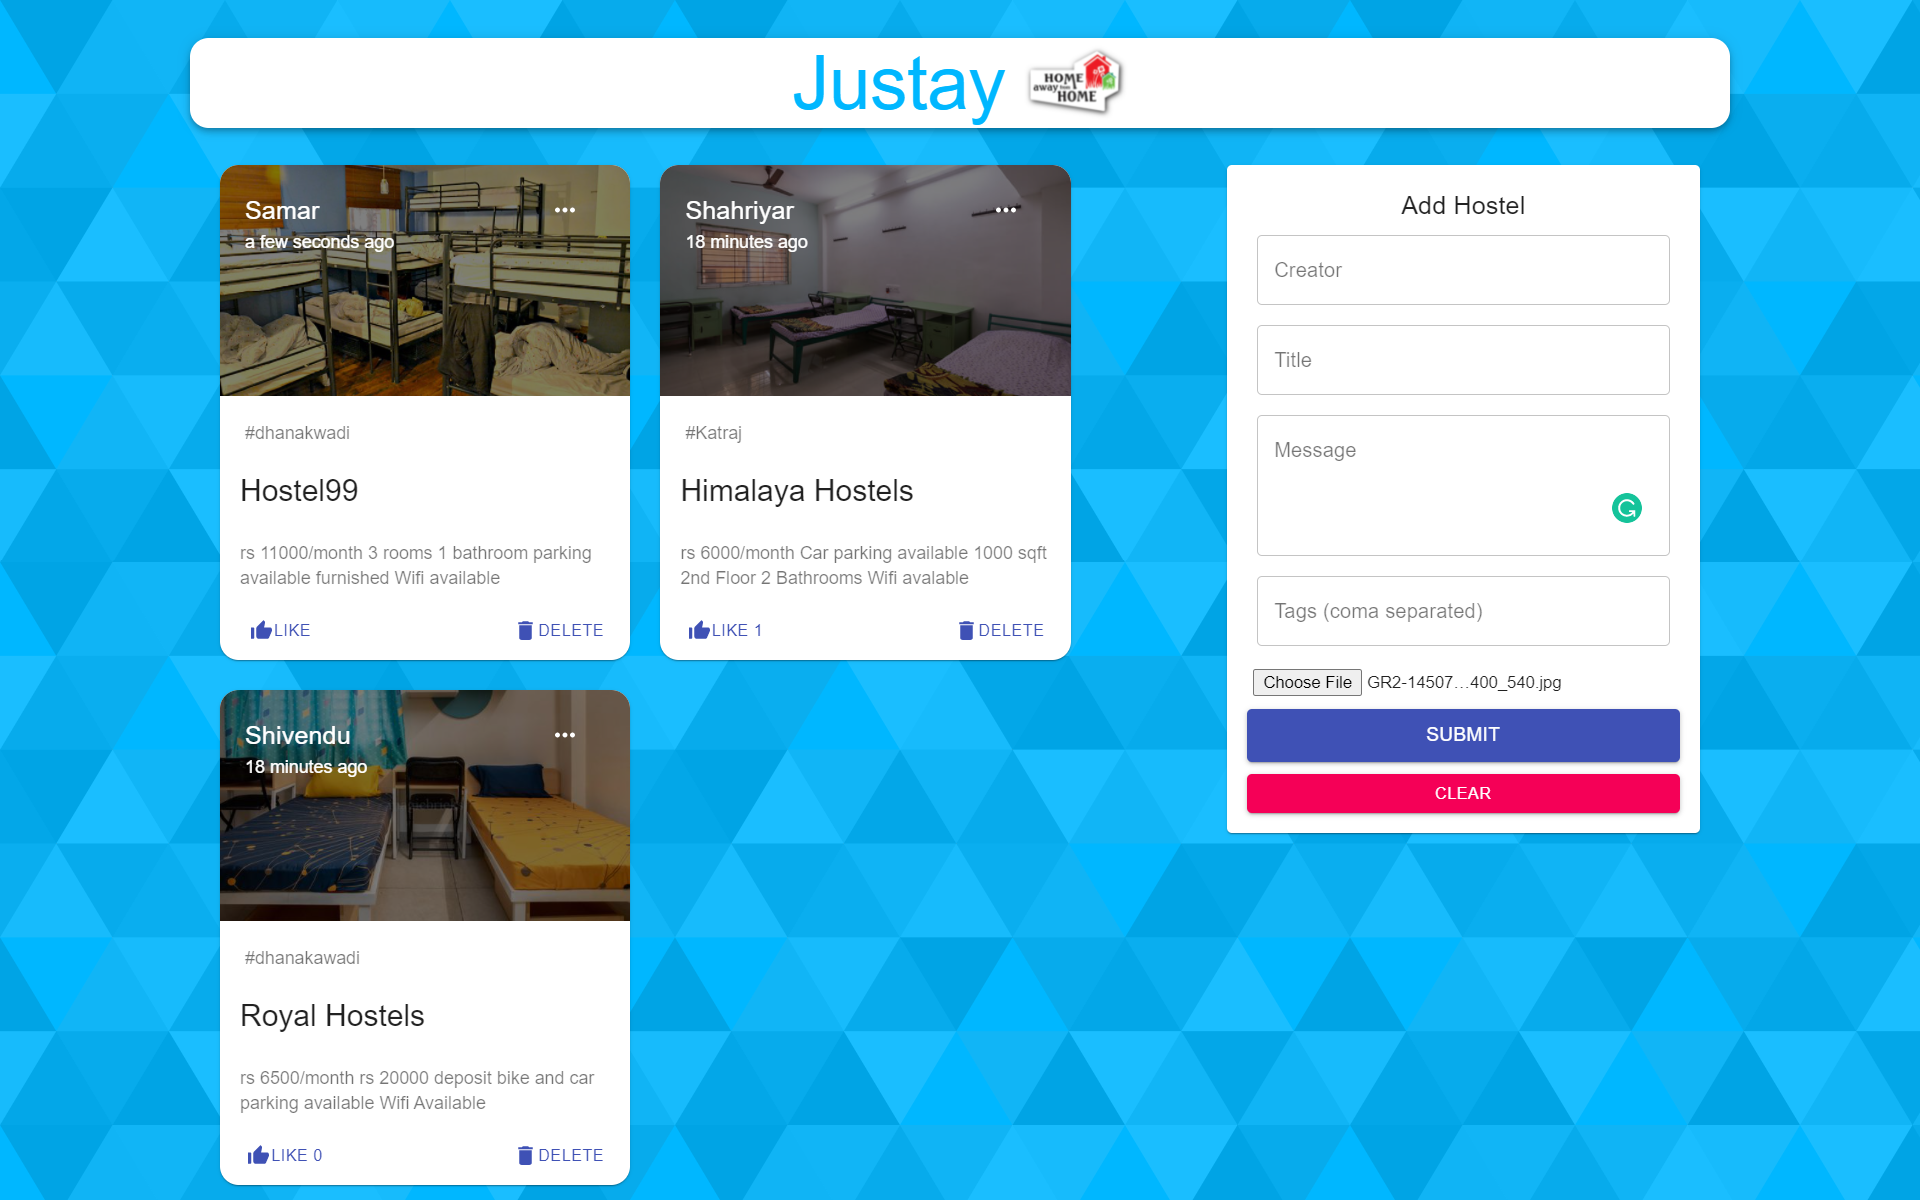 Justay
HOME
away from
HOME
Samar
a few seconds ago
#dhanakwadi
Hostel99
rs 11000/month 3 rooms 1 bathroom parking
available furnished Wifi available
LIKE
DELETE
Shahriyar
18 minutes ago
#Katraj
Himalaya Hostels
rs 6000/month Car parking available 1000 sqft
2nd Floor 2 Bathrooms Wifi avalable
LIKE 1
DELETE
Shivendu
18 minutes ago
#dhanakawadi
Royal Hostels
rs 6500/month rs 20000 deposit bike and car
parking available Wifi Available
LIKE 0
DELETE
Add Hostel
Creator
Title
Message
Tags (coma separated)
Choose File GR2-14507...400_540.jpg
SUBMIT
CLEAR